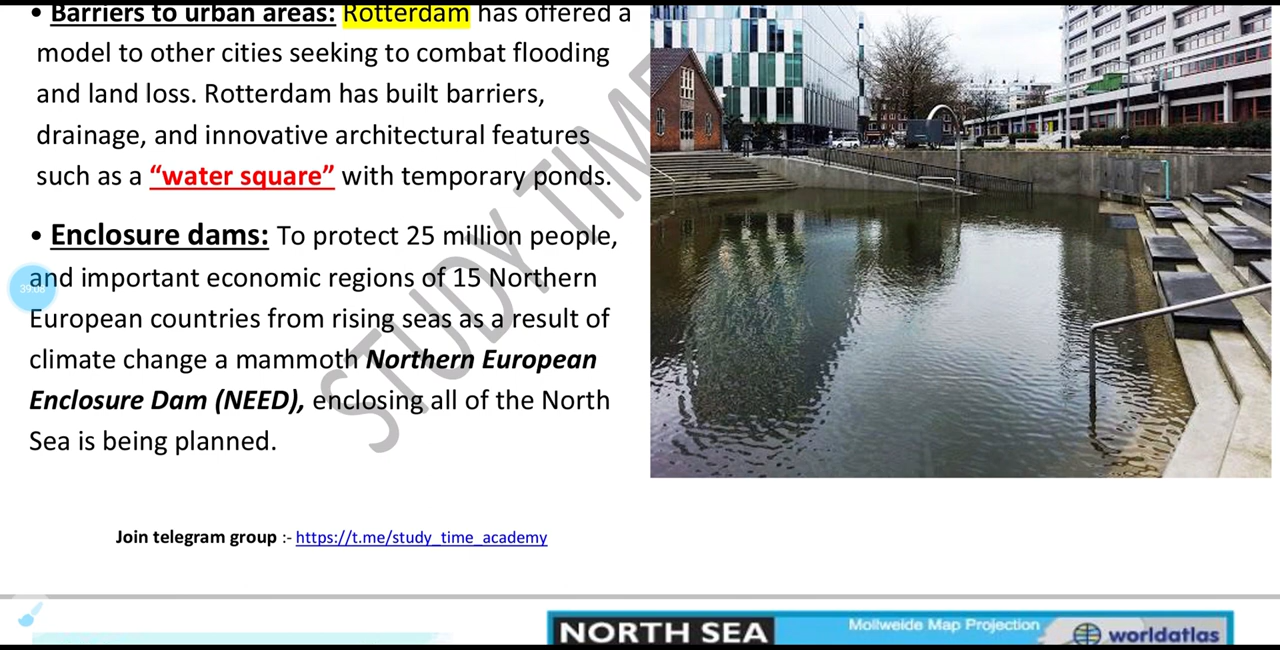 • Barriers to urban areas: Rotterdam has offered a
model to other cities seeking to combat flooding
and land loss. Rotterdam has built barriers,
drainage, and innovative architectural features
such as a “water square” with temporary ponds.
• Enclosure dams: To protect 25 million people,
and important economic regions of 15 Northern
European countries from rising seas as a result of
climate change a mammoth Northern European
Enclosure Dam (NEED), enclosing all of the North
Sea is being planned.
39:08
STUDY TIME
Join telegram group :- https://t.me/study_time_academy
NORTH SEA
Mollweide Map Projection
worldatlas